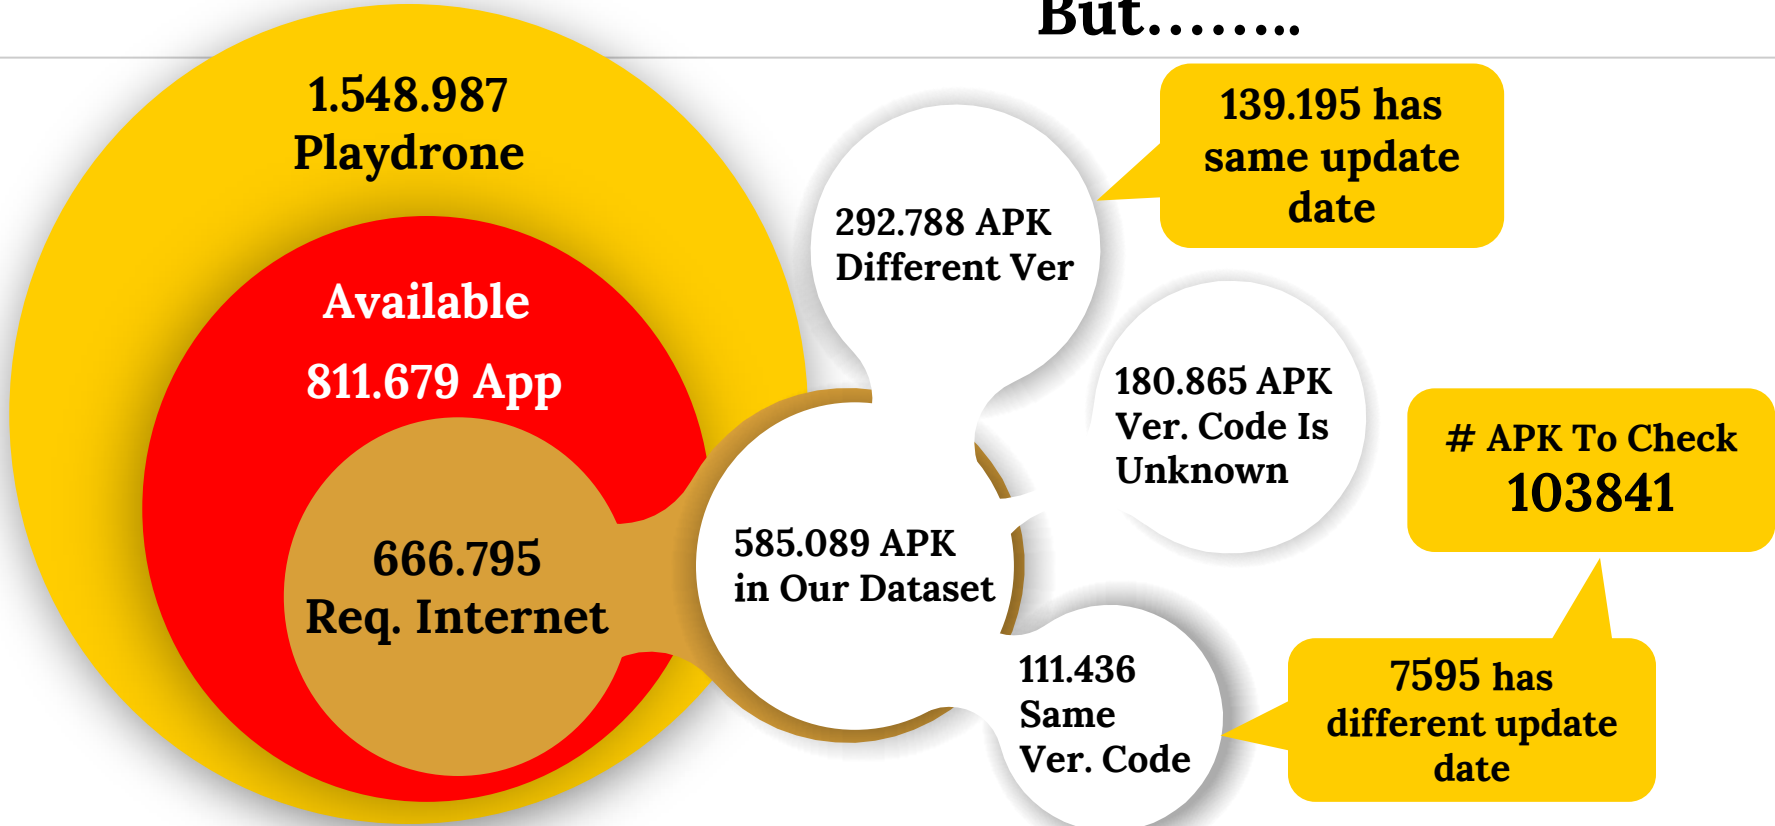 But........
1.548.987
Playdrone
Available
811.679 App
666.795
Req. Internet
585.089 APK
in Our Dataset
292.788 APK
Different Ver
139.195 has
same update
date
180.865 APK
Ver. Code Is
Unknown
# APK To Check
103841
111.436
Same
Ver. Code
7595 has
different update
date